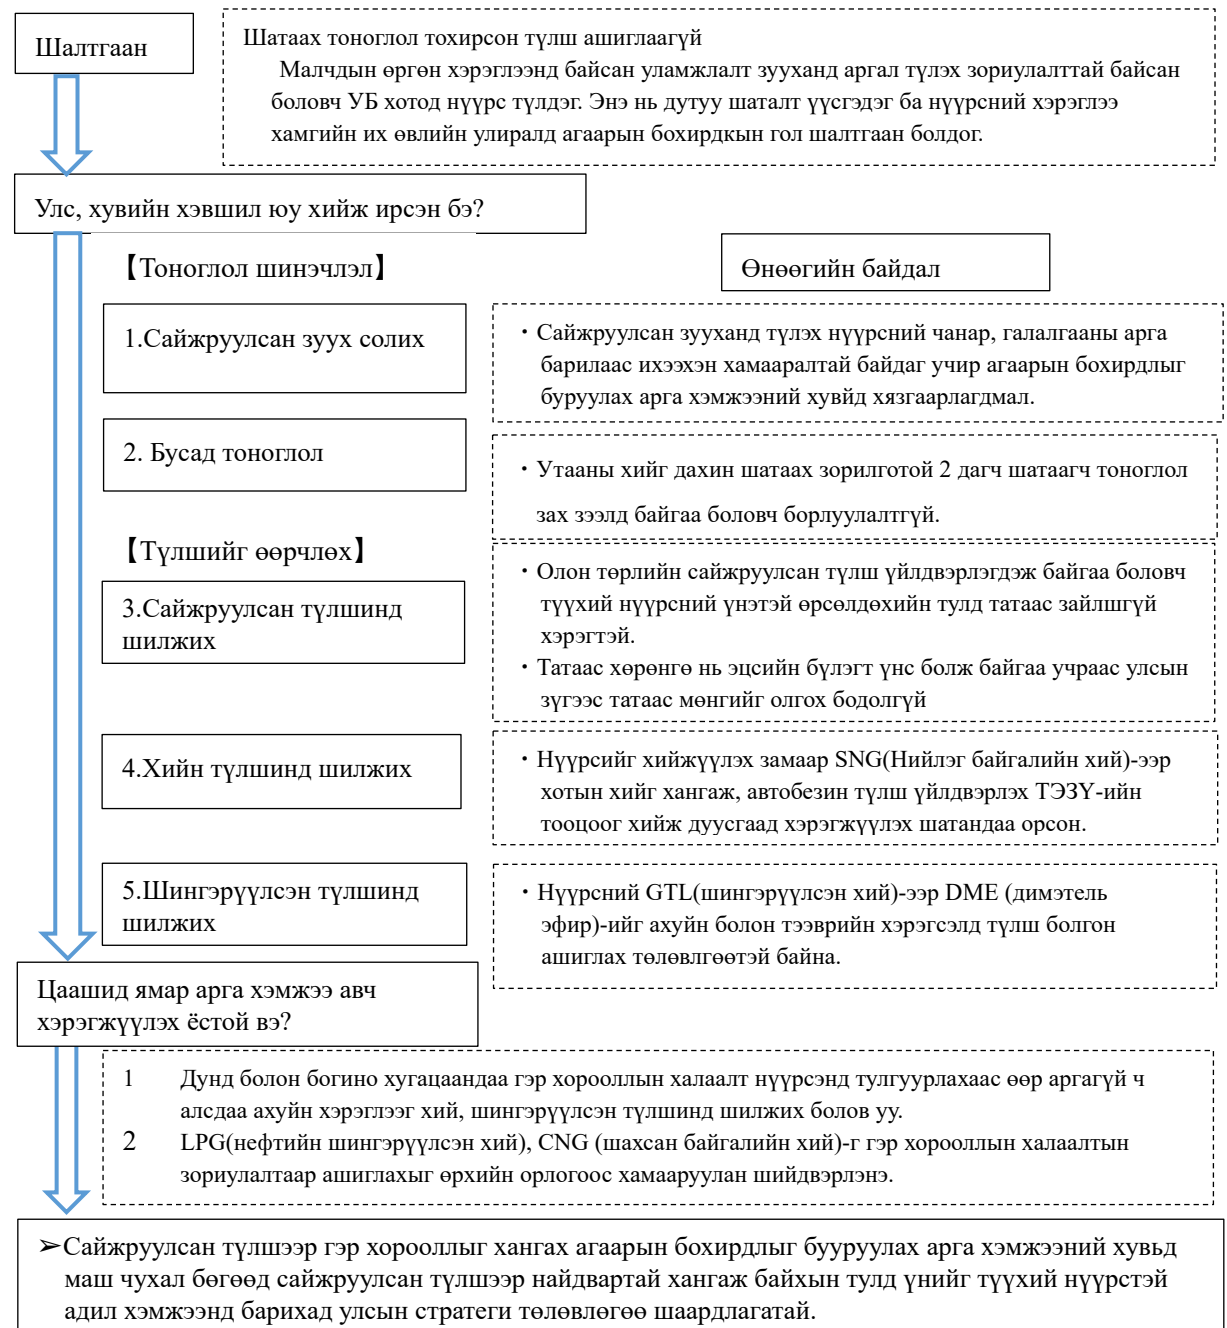 Шалтгаан
Шатаах тоноглол тохирсон түлш ашиглаагүй
Малчдын өргөн хэрэглээнд байсан уламжлалт зууханд аргал түлэх зориулалттай байсан
боловч УБ хотод нүүрс түлдэг. Энэ нь дутуу шаталт үүсгэдэг ба нүүрсний хэрэглээ
хамгийн их өвлийн улиралд агаарын бохирдкын гол шалтгаан болдог.
Улс, хувийн хэвшил юу хийж ирсэн бэ?
【Тоноглол шинэчлэл】
Өнөөгийн байдал
1.Сайжруулсан зуух солих
・Сайжруулсан зууханд түлэх нүүрсний чанар, галалгааны арга
барилаас ихээхэн хамааралтай байдаг учир агаарын бохирдлыг
буруулах арга хэмжээний хувйд хязгаарлагдмал.
2. Бусад тоноглол
・Утааны хийг дахин шатаах зорилготой 2 дагч шатаагч тоноглол
зах зээлд байгаа боловч борлуулалтгүй.
【Түлшийг өөрчлөх】
3.Сайжруулсан түлшинд
шилжих
・Олон төрлийн сайжруулсан түлш үйлдвэрлэгдэж байгаа боловч
түүхий нүүрсний үнэтэй өрсөлдөхийн тулд татаас зайлшгүй
хэрэгтэй.
・Татаас хөрөнгө нь эцсийн бүлэгт үнс болж байгаа учраас улсын
зүгээс татаас мөнгийг олгох бодолгүй
4.Хийн түлшинд шилжих
・Нүүрсийг хийжүүлэх замаар SNG(Нийлэг байгалийн хий)-ээр
хотын хийг хангаж, автобезин түлш үйлдвэрлэх ТЭЗҮ-ийн
тооцоог хийж дуусгаад хэрэгжүүлэх шатандаа орсон.
5.Шингэрүүлсэн түлшинд
шилжих
・Нүүрсний GTL(шингэрүүлсэн хий)-ээр DME (димэтель
эфир)-ийг ахуйн болон тээврийн хэрэгсэлд түлш болгон
ашиглах төлөвлгөөтэй байна.
Цаашид ямар арга хэмжээ авч
хэрэгжүүлэх ёстой вэ?
1 Дунд болон богино хугацаандаа гэр хорооллын халаалт нүүрсэнд тулгуурлахаас өөр аргагүй ч
алсдаа ахуйн хэрэглээг хий, шингэрүүлсэн түлшинд шилжих болов уу.
2 LPG(нефтийн шингэрүүлсэн хий), CNG (шахсан байгалийн хий)-г гэр хорооллын халаалтын
зориулалтаар ашиглахыг өрхийн орлогоос хамааруулан шийдвэрлэнэ.
➢Сайжруулсан түлшээр гэр хорооллыг хангах агаарын бохирдлыг бууруулах арга хэмжээний хувьд
маш чухал бөгөөд сайжруулсан түлшээр найдвартай хангаж байхын тулд үнийг түүхий нүүрстэй
адил хэмжээнд барихад улсын стратеги төлөвлөгөө шаардлагатай.